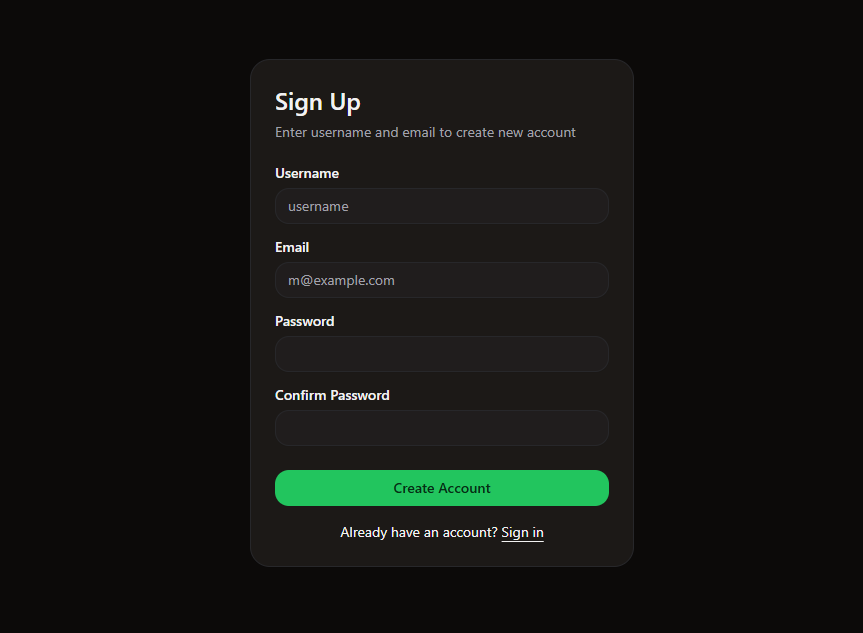 Sign Up
Enter username and email to create new account
Username
username
Email
m@example.com
Password
Confirm Password
Create Account
Already have an account? Sign in